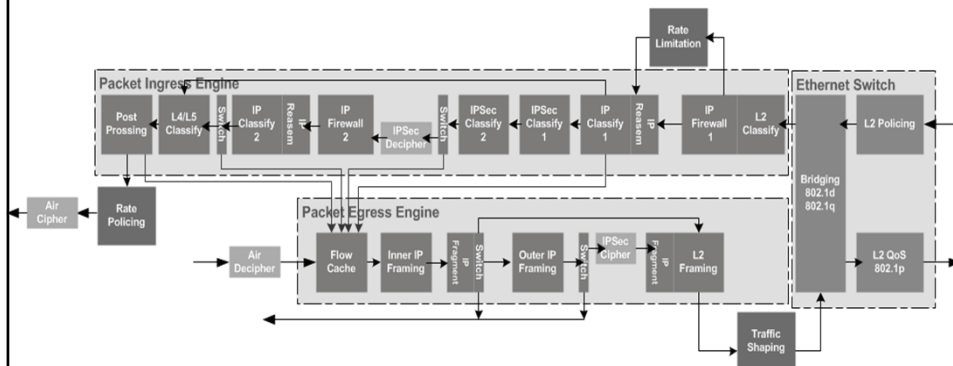 Rate
Limitation
Packet Ingress Engine
Ethernet Switch
Post
Prossing
L4/L5
Classify
Switch
IP
Classify
2
IP
Reasem
IP
Firewall
2
IPSec
Decipher
Switch
IPSec
Classify
2
IPSec
Classify
1
IP
Classify
1
IP
Reasem
IP
Firewall
1
L2
Classify
L2 Policing
Bridging
802.1d
802.1q
L2 QoS
802.1p
Air
Cipher
Rate
Policing
Packet Egress Engine
Air
Decipher
Flow
Cache
Inner IP
Framing
IP
Fragment
Switch
Outer IP
Framing
Switch
IPSec
Cipher
IP
Fragment
L2
Framing
Traffic
Shaping